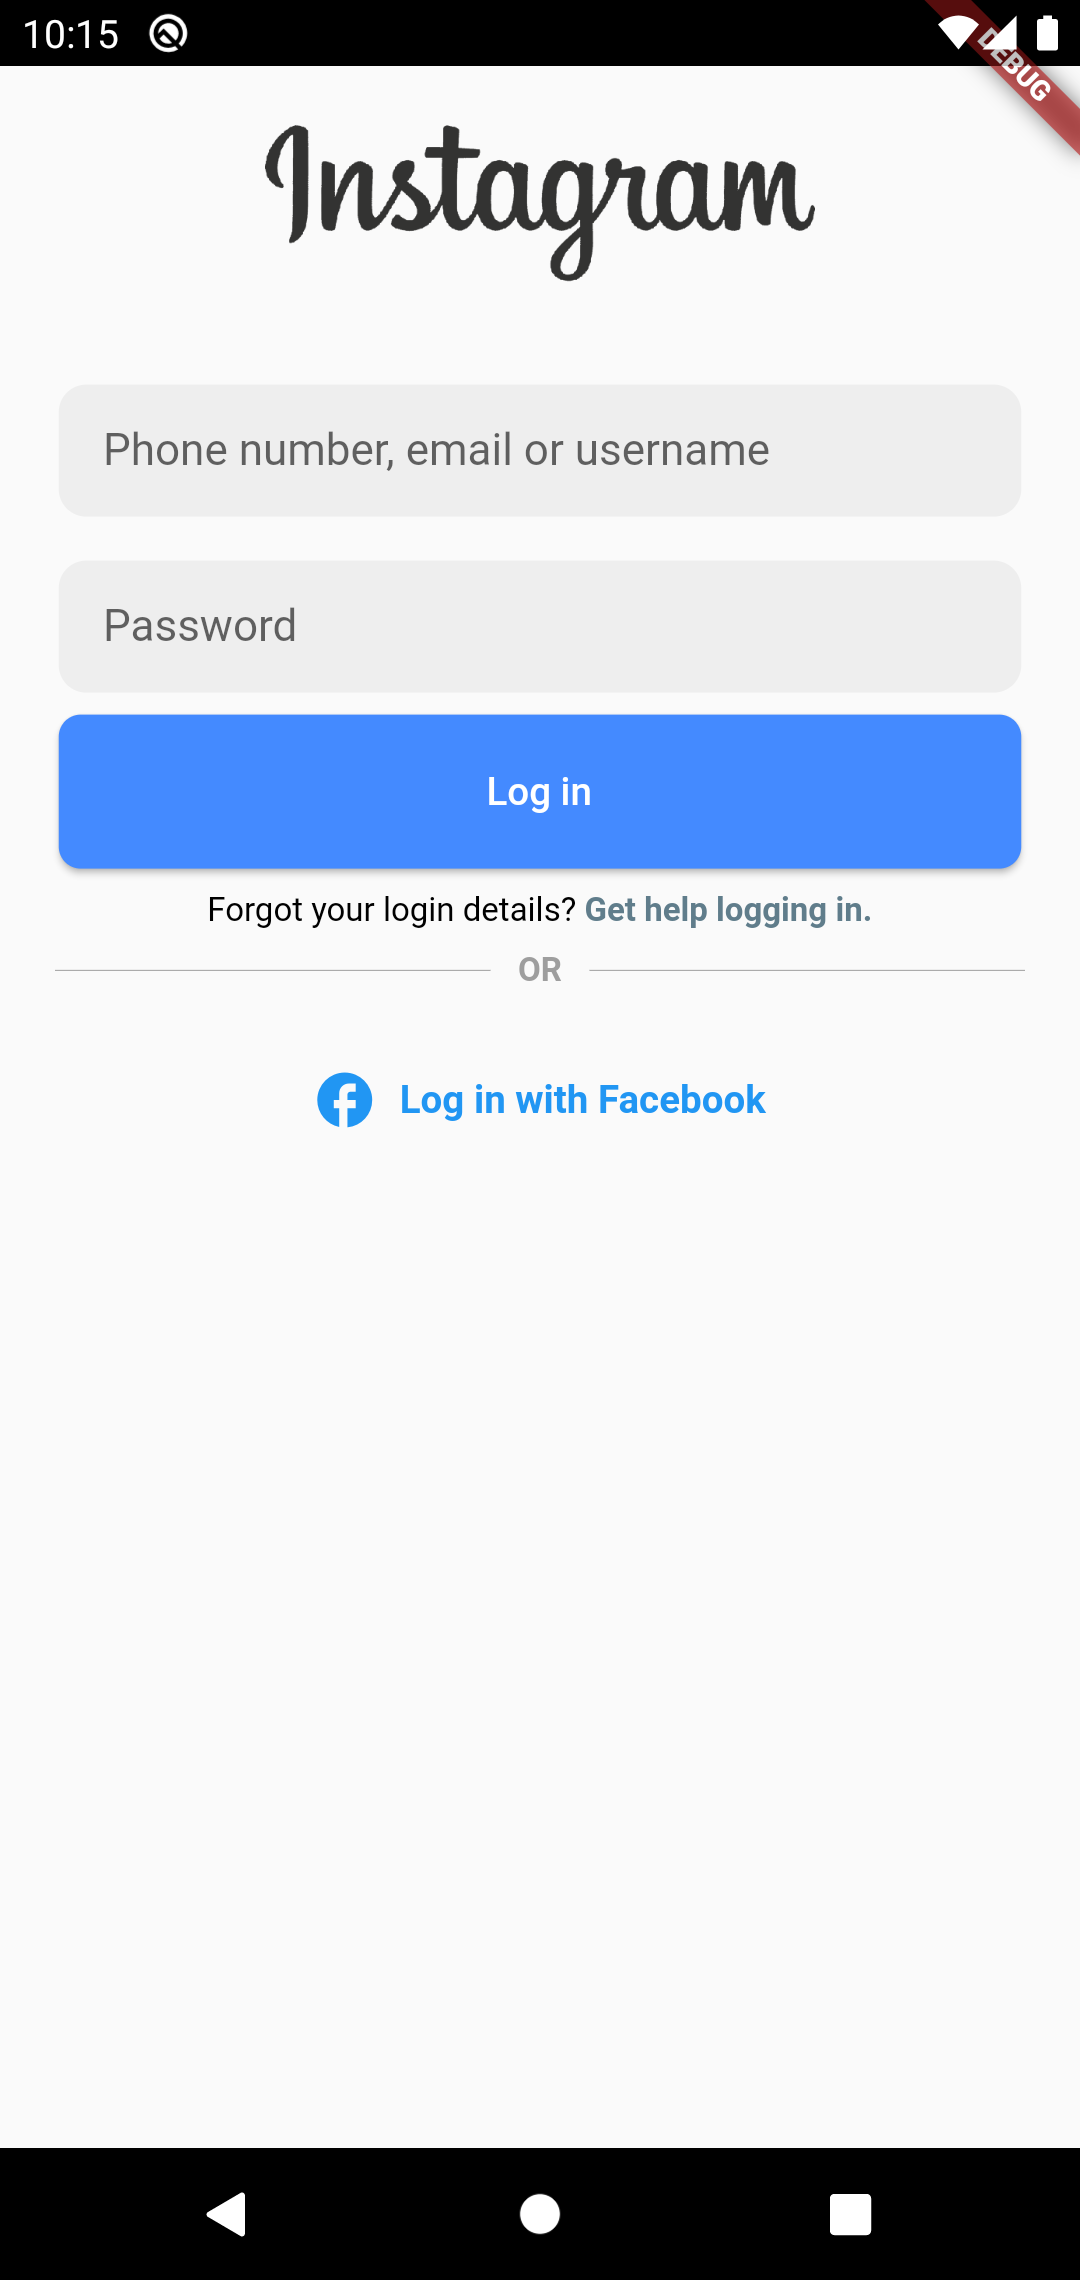 10:15
DEBUG
Instagram
Phone number, email or username
Password
Log in
Forgot your login details? Get help logging in.
OR
Log in with Facebook